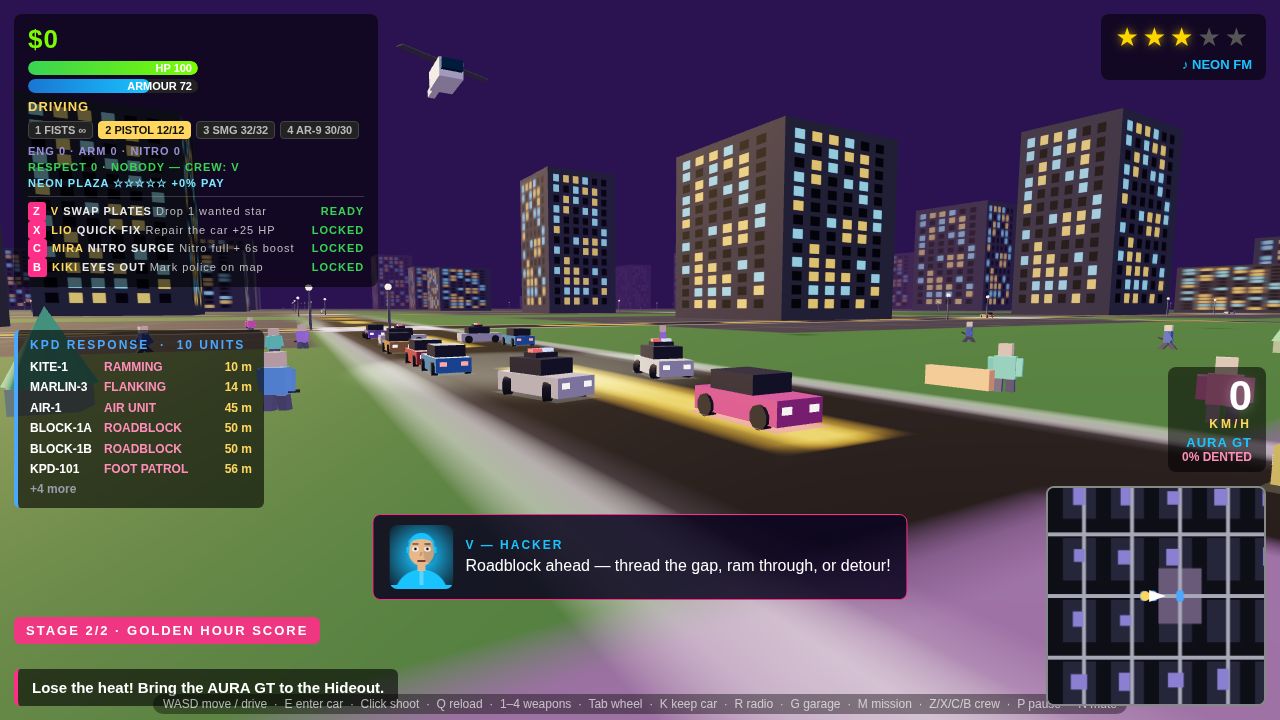 $0
HP 100
ARMOUR 72
DRIVING
1 FISTS ∞ 2 PISTOL 12/12 3 SMG 32/32 4 AR-9 30/30
ENG 0 · ARM 0 · NITRO 0
RESPECT 0 · NOBODY — CREW: V
NEON PLAZA ☆☆☆☆☆ +0% PAY
Z V SWAP PLATES Drop 1 wanted star READY
X LIO QUICK FIX Repair the car +25 HP LOCKED
C MIRA NITRO SURGE Nitro full + 6s boost LOCKED
B KIKI EYES OUT Mark police on map LOCKED
★★★★★
♪ NEON FM
KPD RESPONSE · 10 UNITS
KITE-1 RAMMING 10 m
MARLIN-3 FLANKING 14 m
AIR-1 AIR UNIT 45 m
BLOCK-1A ROADBLOCK 50 m
BLOCK-1B ROADBLOCK 50 m
KPD-101 FOOT PATROL 56 m
+4 more
0
KM/H
AURA GT
0% DENTED
V — HACKER
Roadblock ahead — thread the gap, ram through, or detour!
STAGE 2/2 · GOLDEN HOUR SCORE
Lose the heat! Bring the AURA GT to the Hideout.
WASD move / drive · E enter car · Click shoot · Q reload · 1–4 weapons · Tab wheel · K keep car · R radio · G garage · M mission · Z/X/C/B crew · P pause · N mute